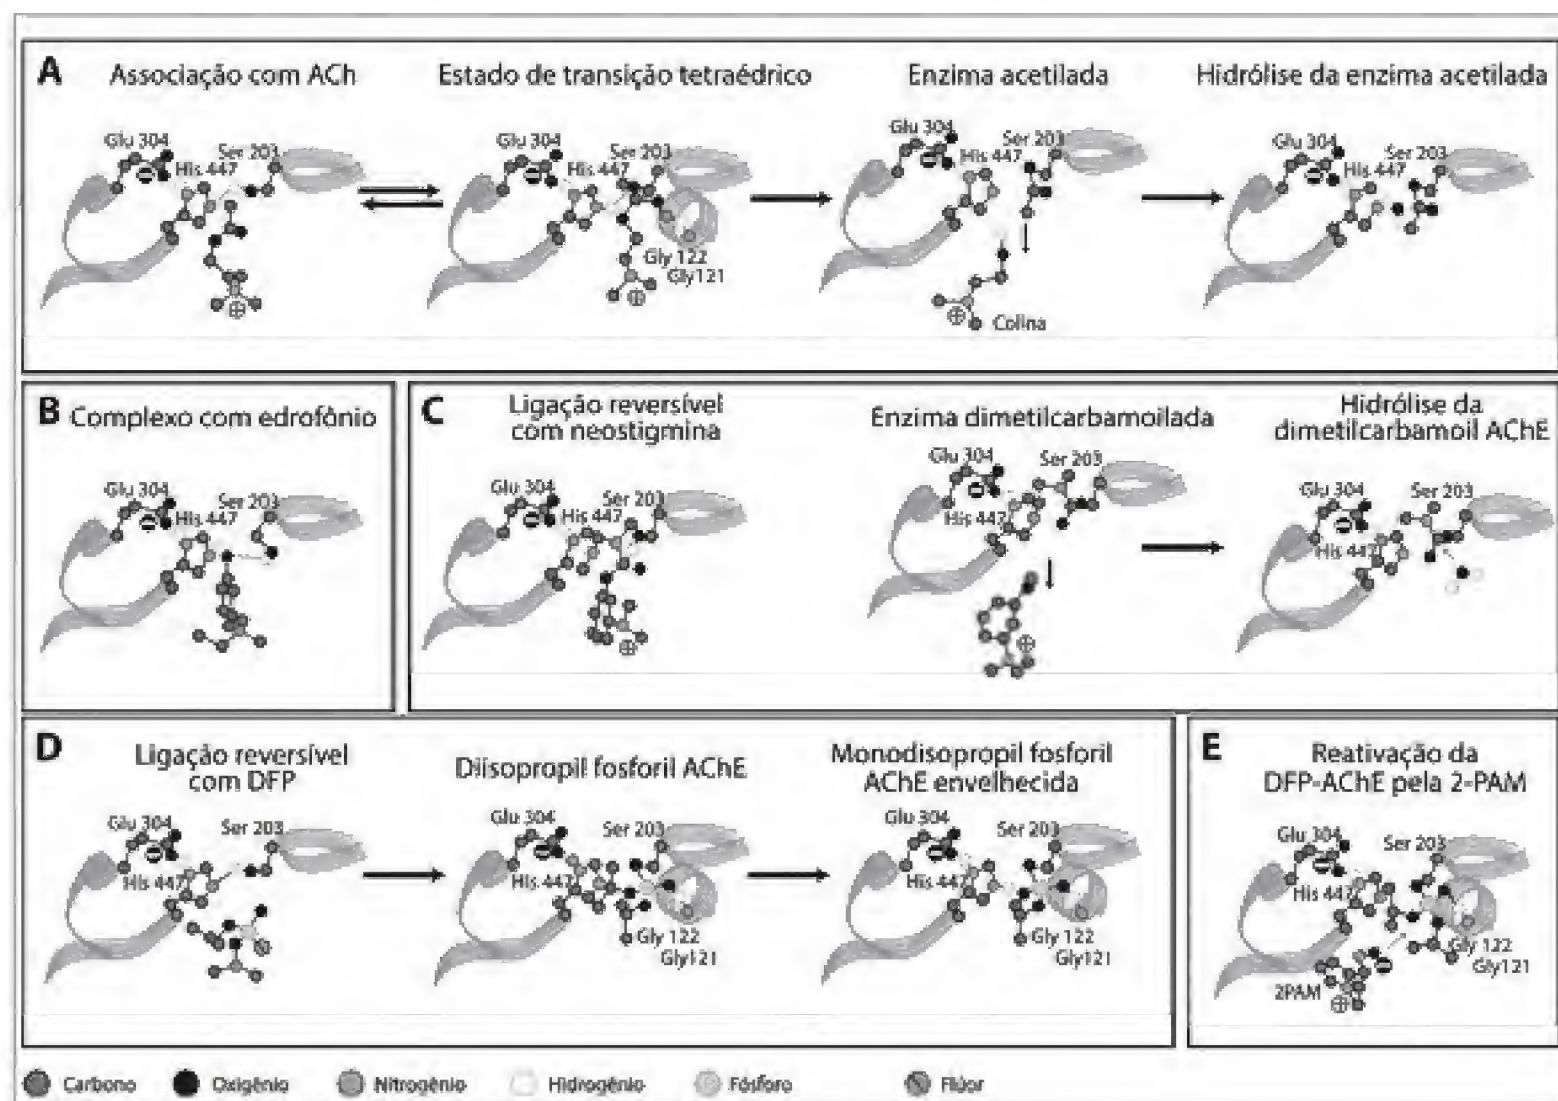 A
Associação com ACh
Estado de transição tetraédrico
Enzima acetilada
Hidrólise da enzima acetilada
Glu 304
His 447
Ser 203
Glu 304
His 447
Ser 203
Gly 122
Gly121
Glu 304
His 447
Ser 203
Colina
Glu 304
His 447
Ser 203
B
Complexo com edrofônio
Glu 304
His 447
Ser 203
C
Ligação reversível
com neostigmina
Enzima dimetilcarbamoilada
Hidrólise da
dimetilcarbamoil AChE
Glu 304
His 447
Ser 203
Glu 304
His 447
Ser 203
Glu 304
His 447
Ser 203
D
Ligação reversível
com DFP
Diisopropil fosforil AChE
Monodisopropil fosforil
AChE envelhecida
Glu 304
His 447
Ser 203
Glu 304
His 447
Ser 203
Gly 122
Gly121
Glu 304
His 447
Ser 203
Gly 122
Gly121
E
Reativação da
DFP-AChE pela 2-PAM
Glu 304
His 447
Ser 203
Gly 122
Gly121
2PAM
Carbono
Oxigênio
Nitrogênio
Hidrogênio
Fósforo
Flúor